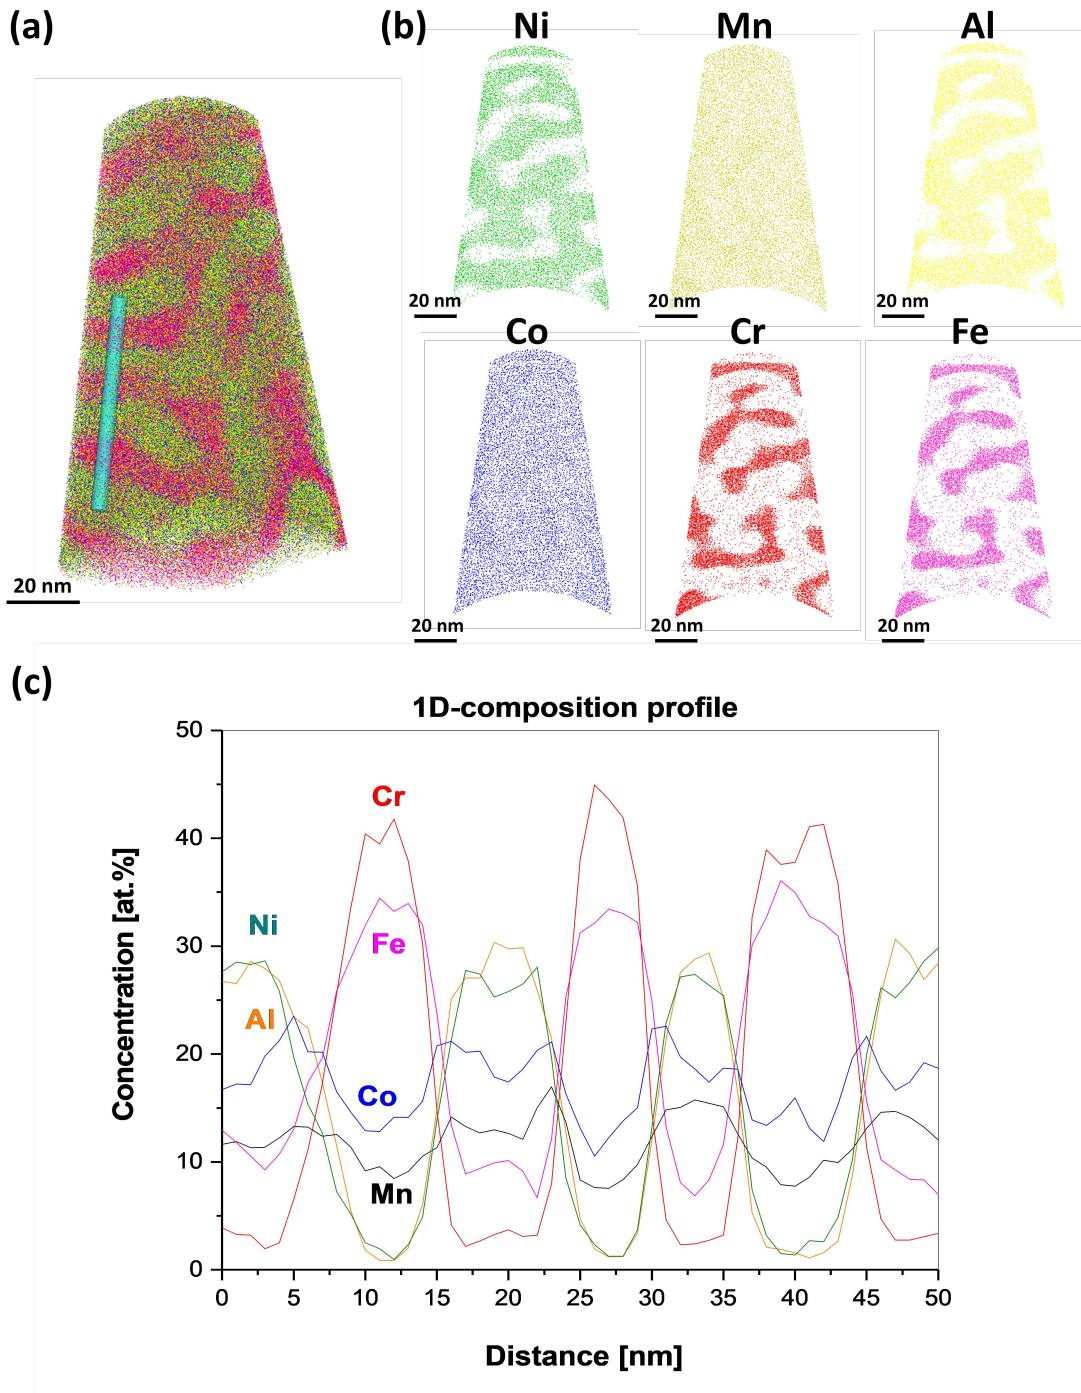 (a)
20 nm
(b)
Ni
Mn
Al
20 nm
20 nm
20 nm
Co
Cr
Fe
20 nm
20 nm
20 nm
(c)
1D-composition profile
Concentration [at.%]
50
40
30
20
10
0
Cr
Ni
Fe
Al
Co
Mn
0 5 10 15 20 25 30 35 40 45 50
Distance [nm]